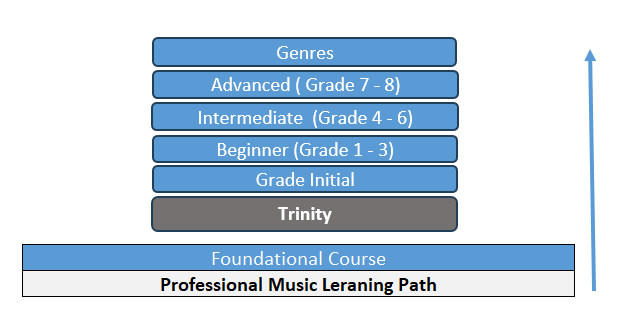 Genres
Advanced ( Grade 7 - 8)
Intermediate  (Grade 4 - 6)
Beginner (Grade 1 - 3)
Grade Initial
Trinity
Foundational Course
Professional Music Leraning Path